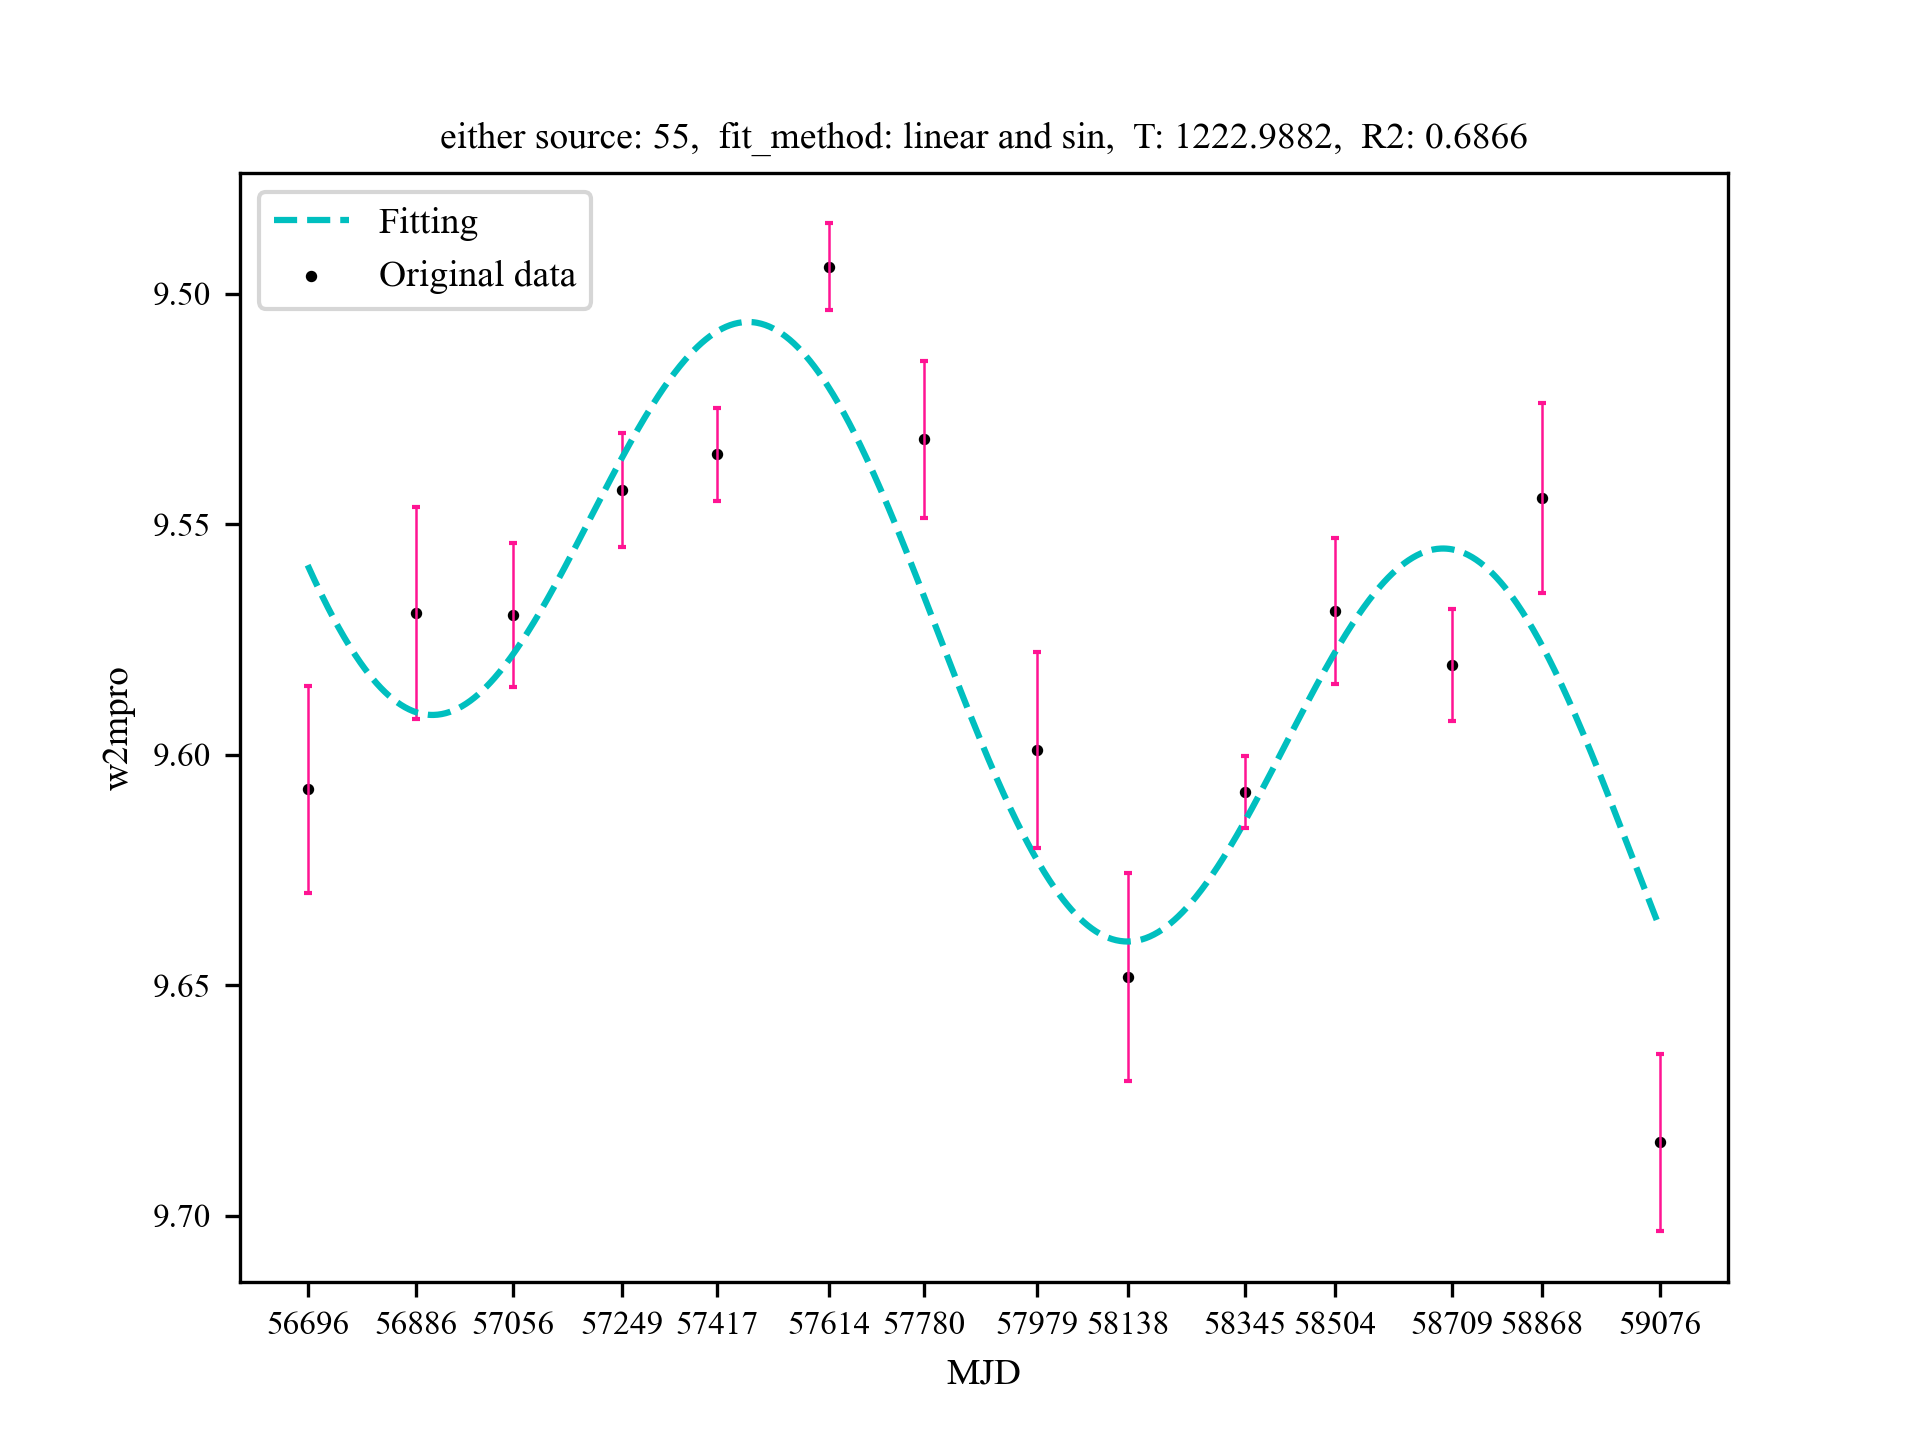 either source: 55,  fit_method: linear and sin,  T: 1222.9882,  R2: 0.6866
Fitting
Original data
9.50
9.55
9.60
9.65
9.70
w2mpro
56696 56886 57056 57249 57417 57614 57780 57979 58138 58345 58504 58709 58868 59076
MJD